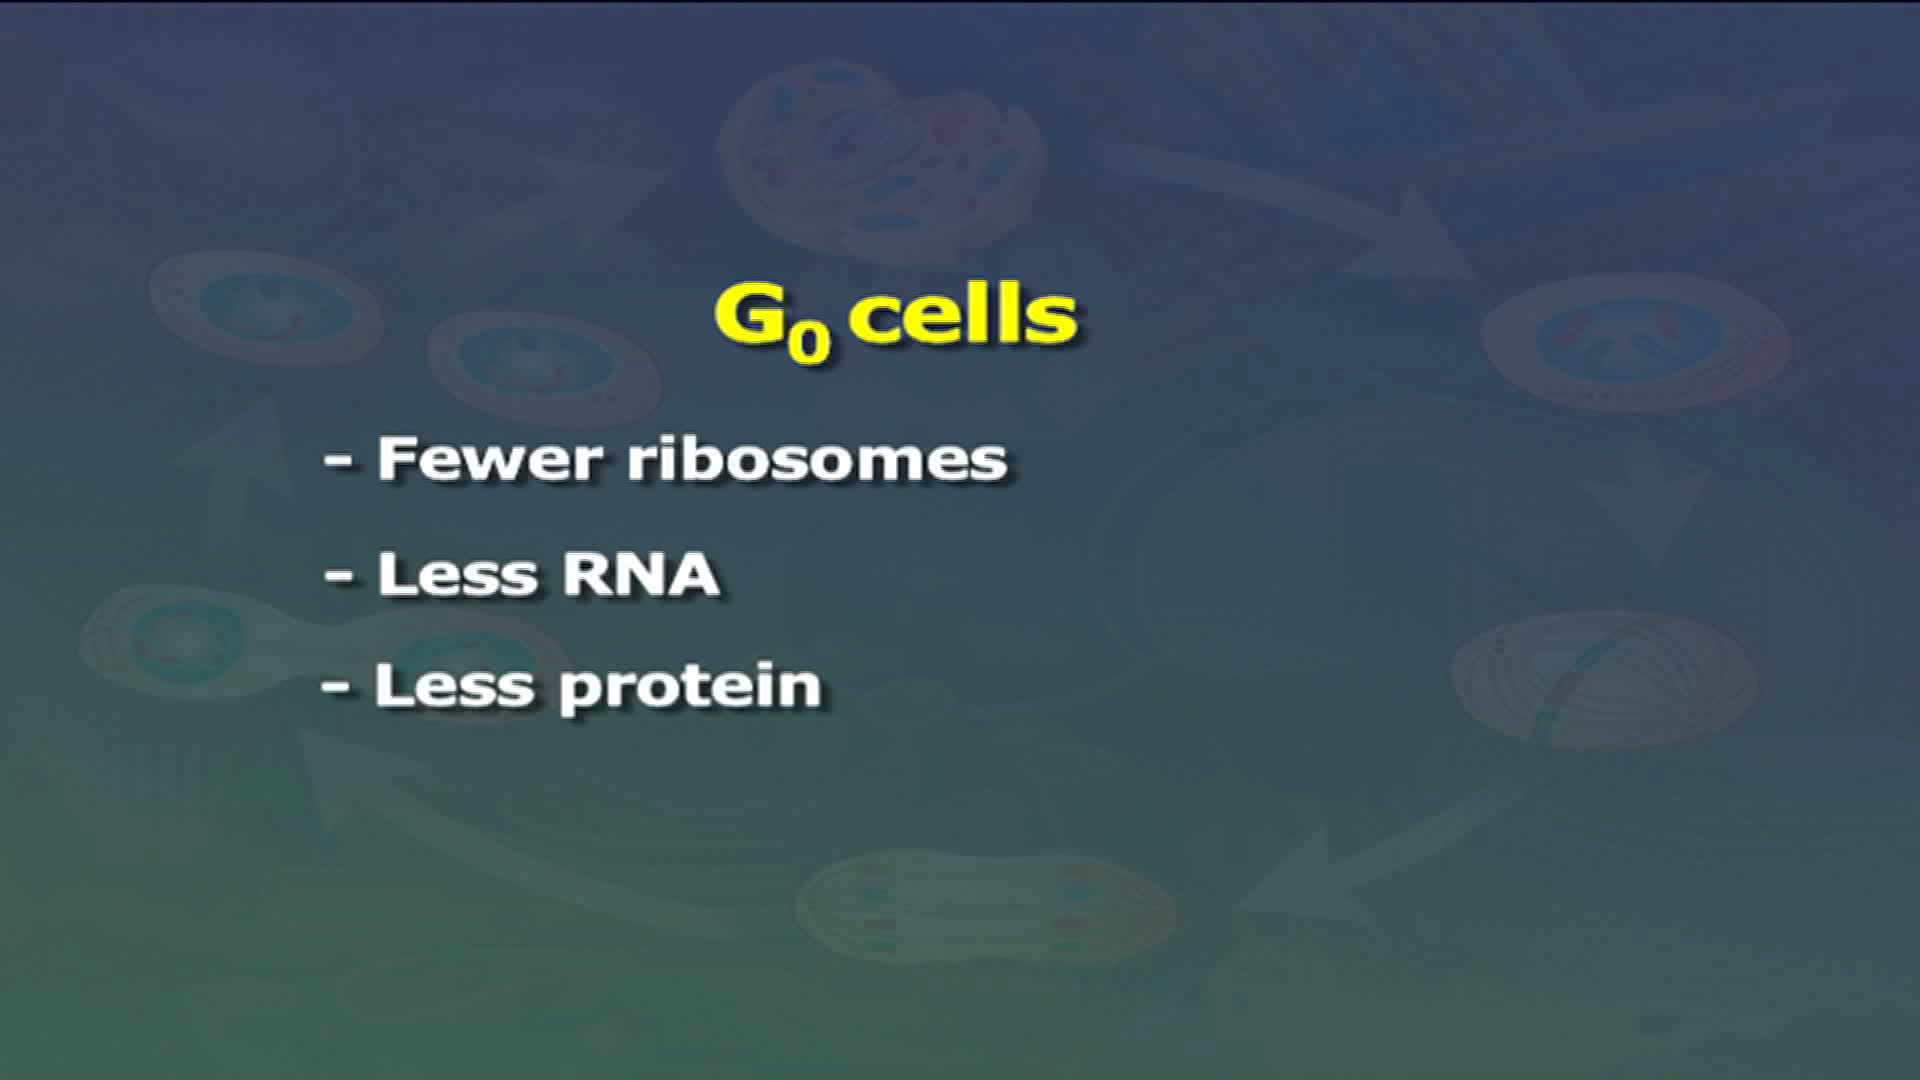 G₀ cells
- Fewer ribosomes
- Less RNA
- Less protein